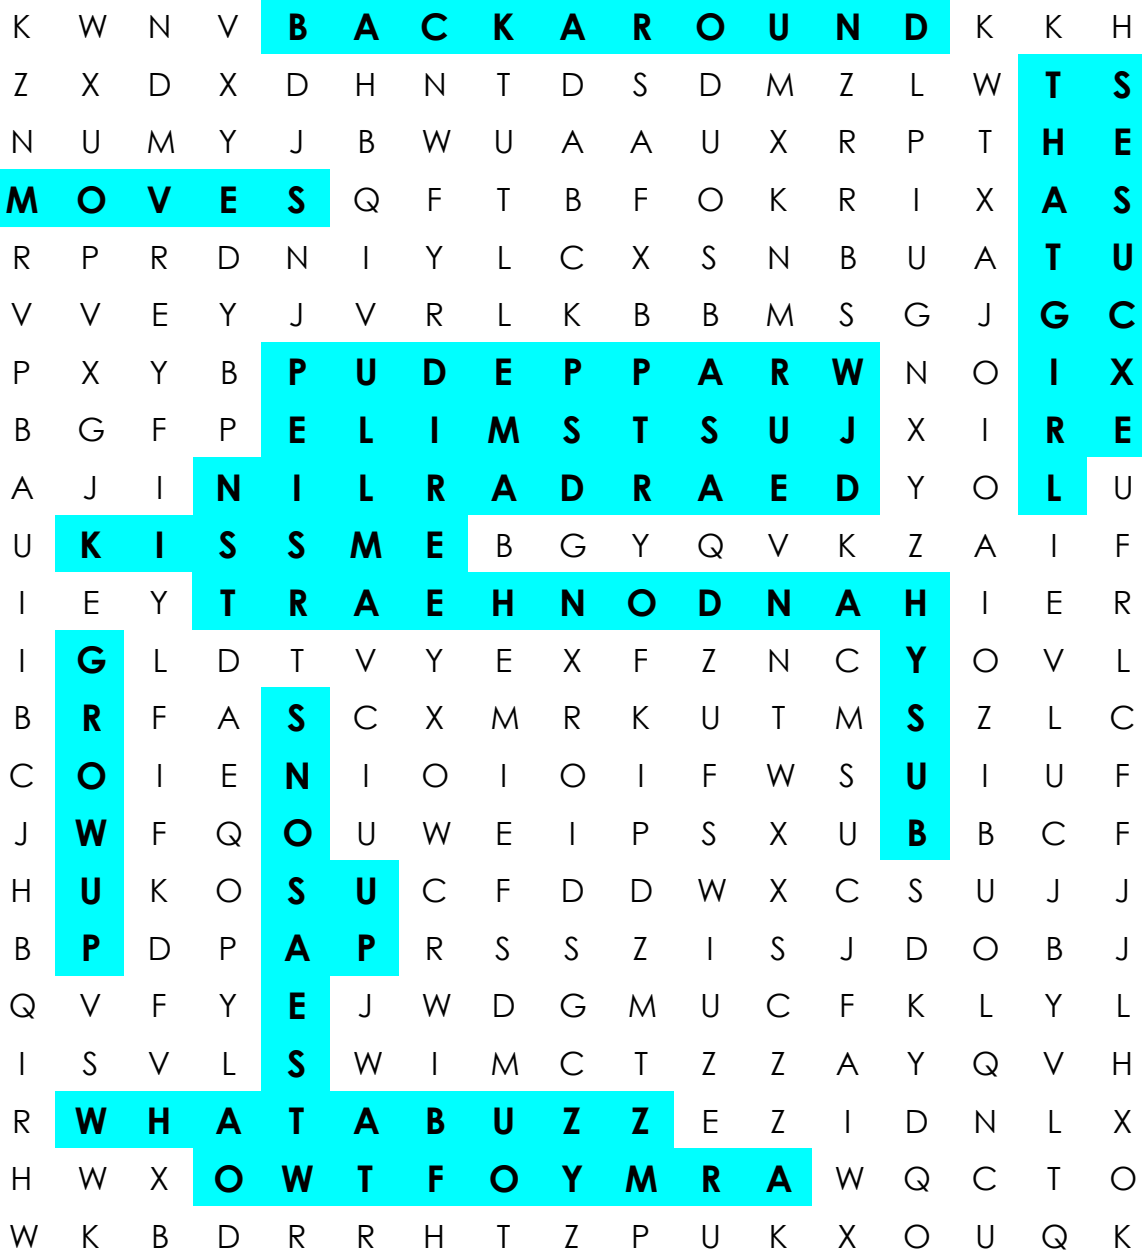 K W N V B A C K A R O U N D K K H
Z X D X D H N T D S D M Z L W T S
N U M Y J B W U A A U X R P T H E
M O V E S Q F T B F O K R I X A S
R P R D N I Y L C X S N B U A T U
V V E Y J V R L K B B M S G J G C
P X Y B P U D E P P A R W N O I X
B G F P E L I M S T S U J X I R E
A J I N I L R A D R A E D Y O L U
U K I S S M E B G Y Q V K Z A I F
I E Y T R A E H N O D N A H I E R
I G L D T V Y E X F Z N C Y O V L
B R F A S C X M R K U T M S Z L C
C O I E N I O I O I F W S U I U F
J W F Q O U W E I P S X U B B C F
H U K O S U C F D D W X C S U J J
B P D P A P R S S Z I S J D O B J
Q V F Y E J W D G M U C F K L Y L
I S V L S W I M C T Z Z A Y Q V H
R W H A T A B U Z Z E Z I D N L X
H W X O W T F O Y M R A W Q C T O
W K B D R R H T Z P U K X O U Q K